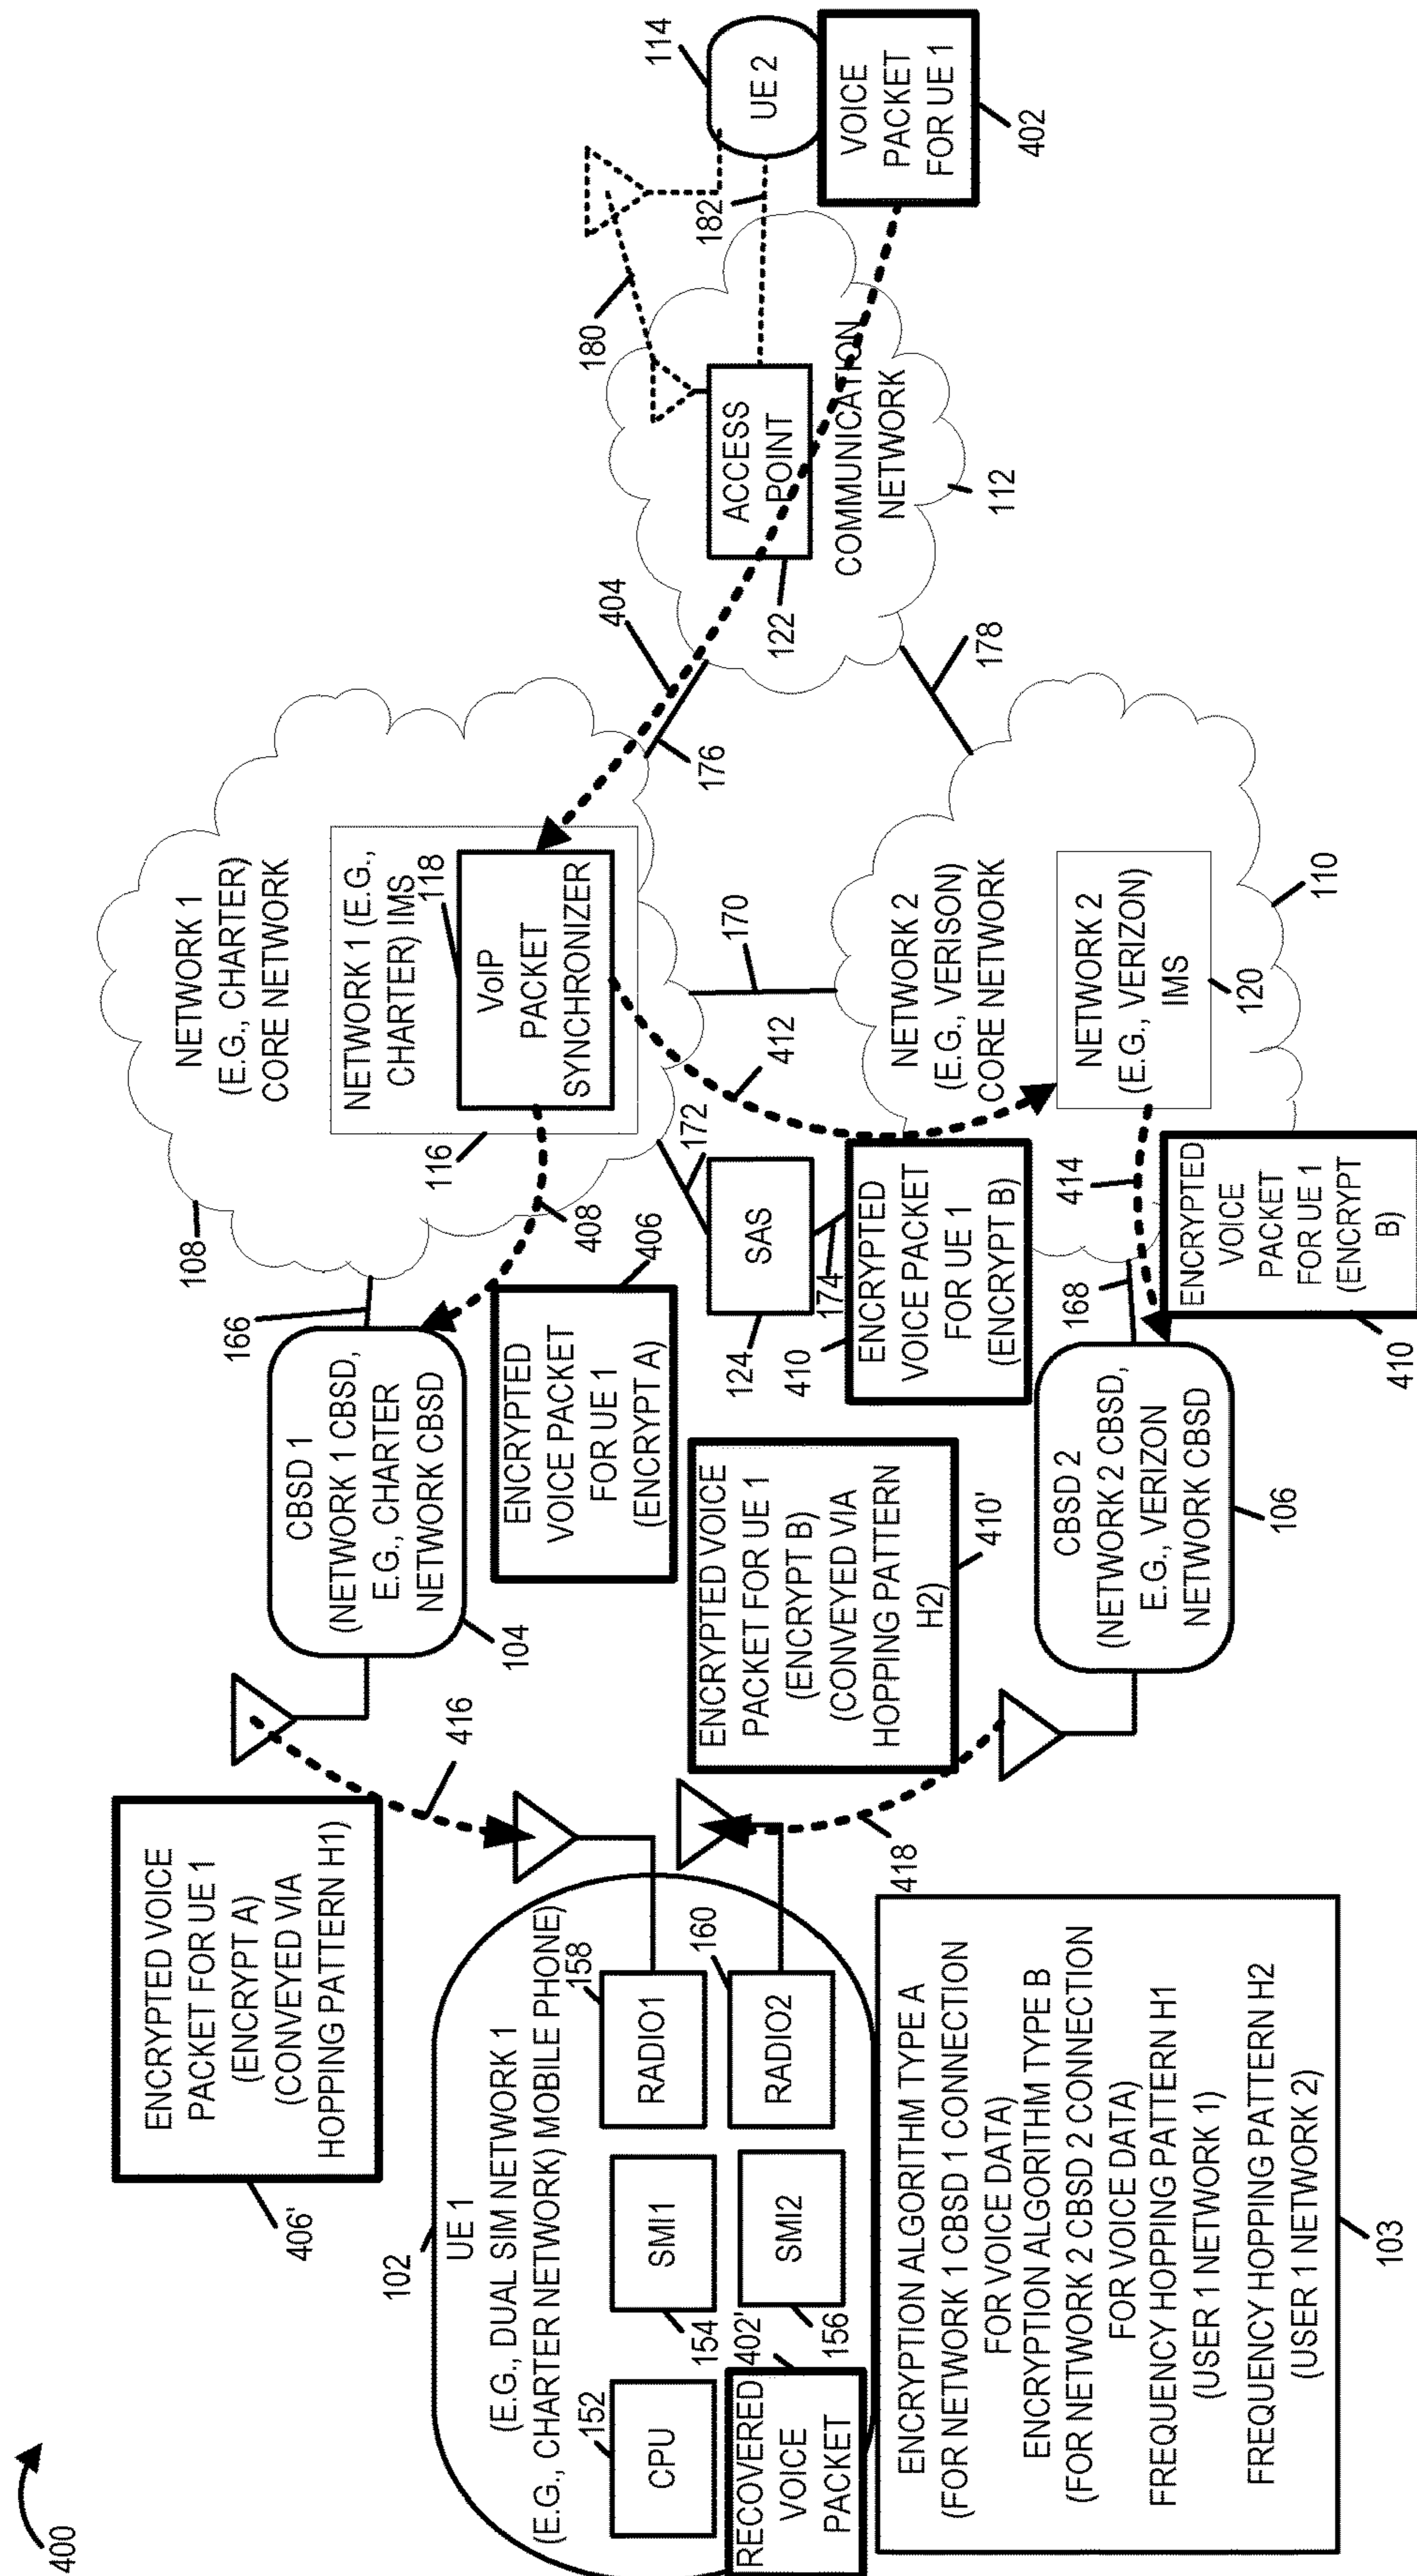 400
ENCRYPTED VOICE
PACKET FOR UE 1
(ENCRYPT A)
(CONVEYED VIA
HOPPING PATTERN H1)
406'
416
102
UE 1
(E.G., DUAL SIM NETWORK 1
(E.G., CHARTER NETWORK) MOBILE PHONE)
152
CPU
154
SMI1
158
RADIO1
156
SMI2
160
RADIO2
402'
RECOVERED
VOICE
PACKET
418
ENCRYPTION ALGORITHM TYPE A
(FOR NETWORK 1 CBSD 1 CONNECTION
FOR VOICE DATA)
ENCRYPTION ALGORITHM TYPE B
(FOR NETWORK 2 CBSD 2 CONNECTION
FOR VOICE DATA)
FREQUENCY HOPPING PATTERN H1
(USER 1 NETWORK 1)
FREQUENCY HOPPING PATTERN H2
(USER 1 NETWORK 2)
103
CBSD 1
(NETWORK 1 CBSD,
E.G., CHARTER
NETWORK CBSD
104
166
408
ENCRYPTED
VOICE PACKET
FOR UE 1
(ENCRYPT A)
406
ENCRYPTED VOICE
PACKET FOR UE 1
(ENCRYPT B)
(CONVEYED VIA
HOPPING PATTERN
H2)
410'
SAS
124
172
174
410
ENCRYPTED
VOICE PACKET
FOR UE 1
(ENCRYPT B)
CBSD 2
(NETWORK 2 CBSD,
E.G., VERIZON
NETWORK CBSD
106
168
414
ENCRYPTED
VOICE
PACKET
FOR UE 1
(ENCRYPT
B)
410
108
NETWORK 1
(E.G., CHARTER)
CORE NETWORK
NETWORK 1 (E.G.,
CHARTER) IMS
116
118
VoIP
PACKET
SYNCHRONIZER
170
412
NETWORK 2
(E.G., VERISON)
CORE NETWORK
110
NETWORK 2
(E.G., VERIZON)
IMS
120
404
176
178
180
182
ACCESS
POINT
122
COMMUNICATION
NETWORK
112
114
UE 2
VOICE
PACKET
FOR UE 1
402